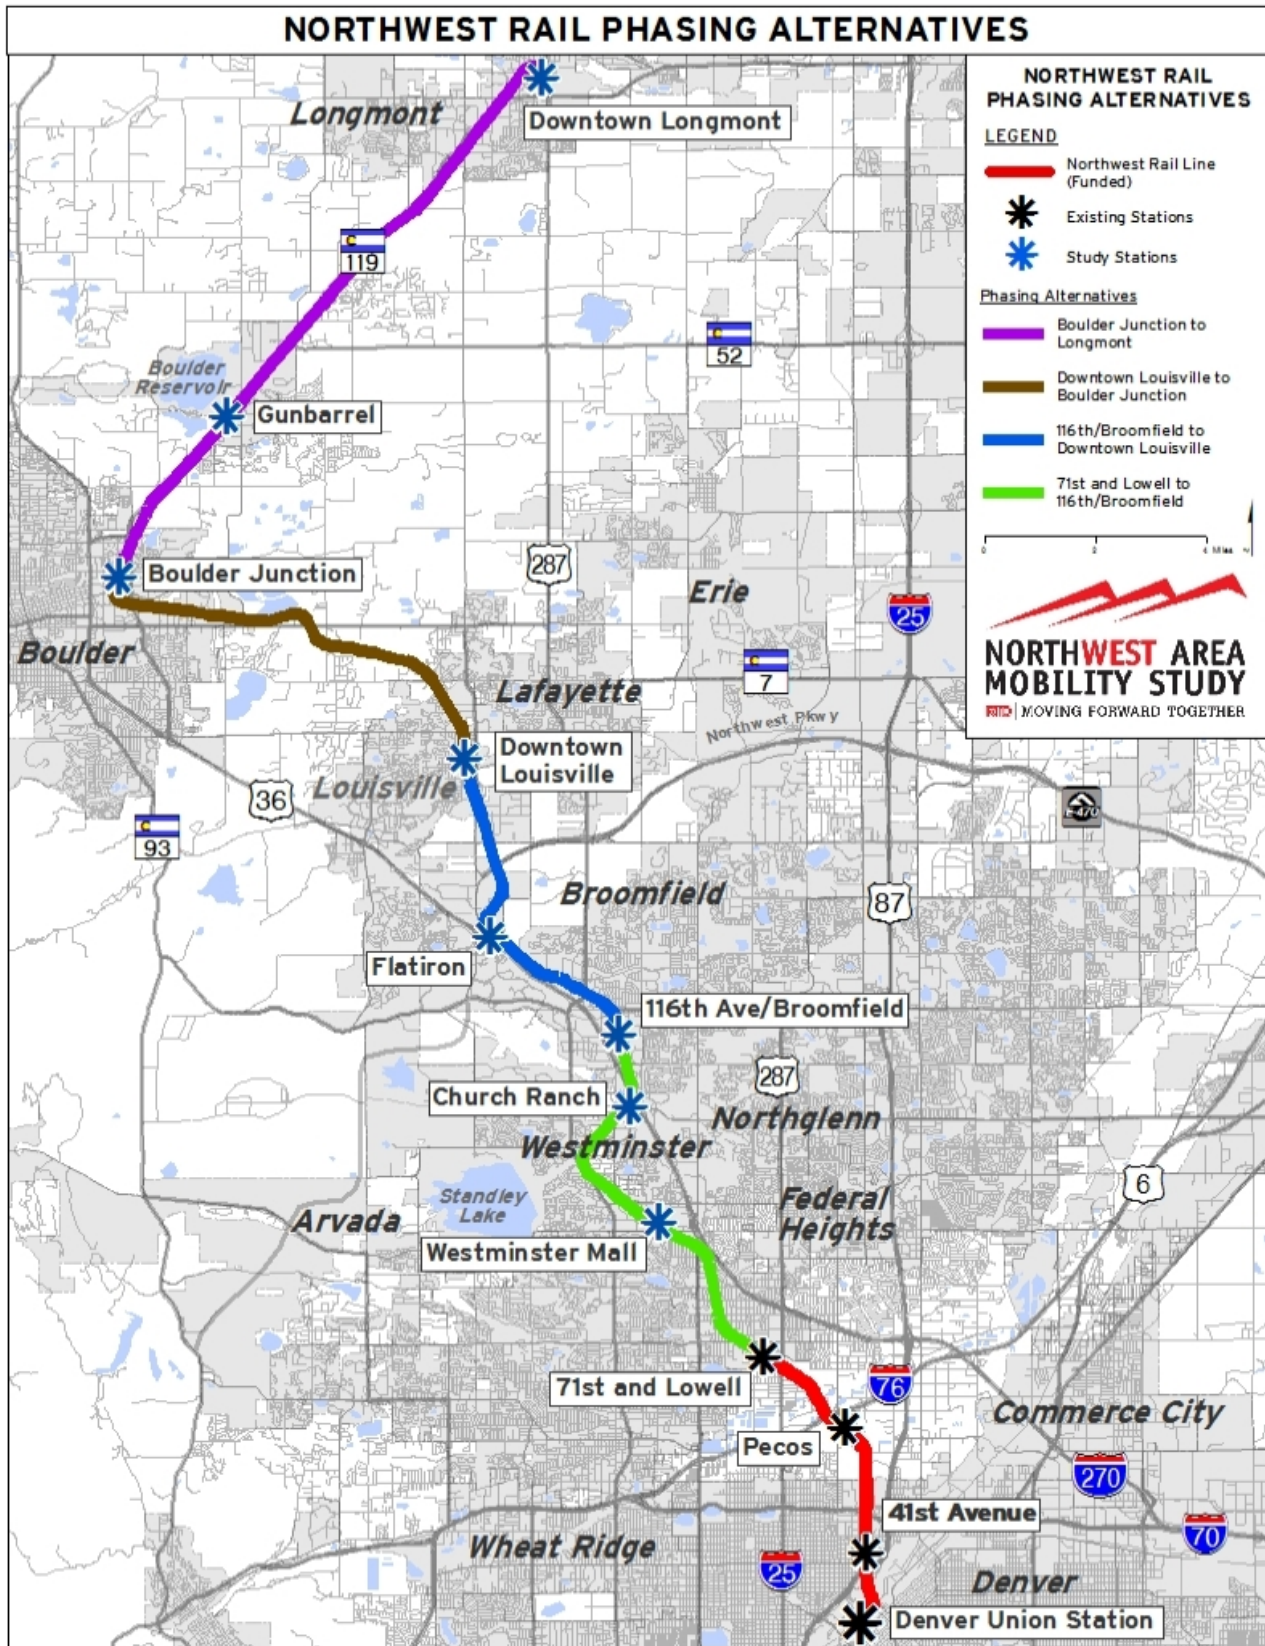 NORTHWEST RAIL PHASING ALTERNATIVES
NORTHWEST RAIL
PHASING ALTERNATIVES
LEGEND
Northwest Rail Line
(Funded)
Existing Stations
Study Stations
Phasing Alternatives
Boulder Junction to
Longmont
Downtown Louisville to
Boulder Junction
116th/Broomfield to
Downtown Louisville
71st and Lowell to
116th/Broomfield
0 2 4 Miles
NORTHWEST AREA
MOBILITY STUDY
MOVING FORWARD TOGETHER
Longmont
Downtown Longmont
119
52
Boulder
Reservoir
Gunbarrel
Boulder Junction
287
Erie
25
Boulder
Lafayette
7
Northwest Pkwy
Downtown
Louisville
Louisville
36
E-470
93
Broomfield
87
Flatiron
116th Ave/Broomfield
287
Church Ranch
Northglenn
Westminster
6
Standley
Lake
Federal
Heights
Arvada
Westminster Mall
71st and Lowell
76
Commerce City
Pecos
270
41st Avenue
70
Wheat Ridge
25
Denver
Denver Union Station